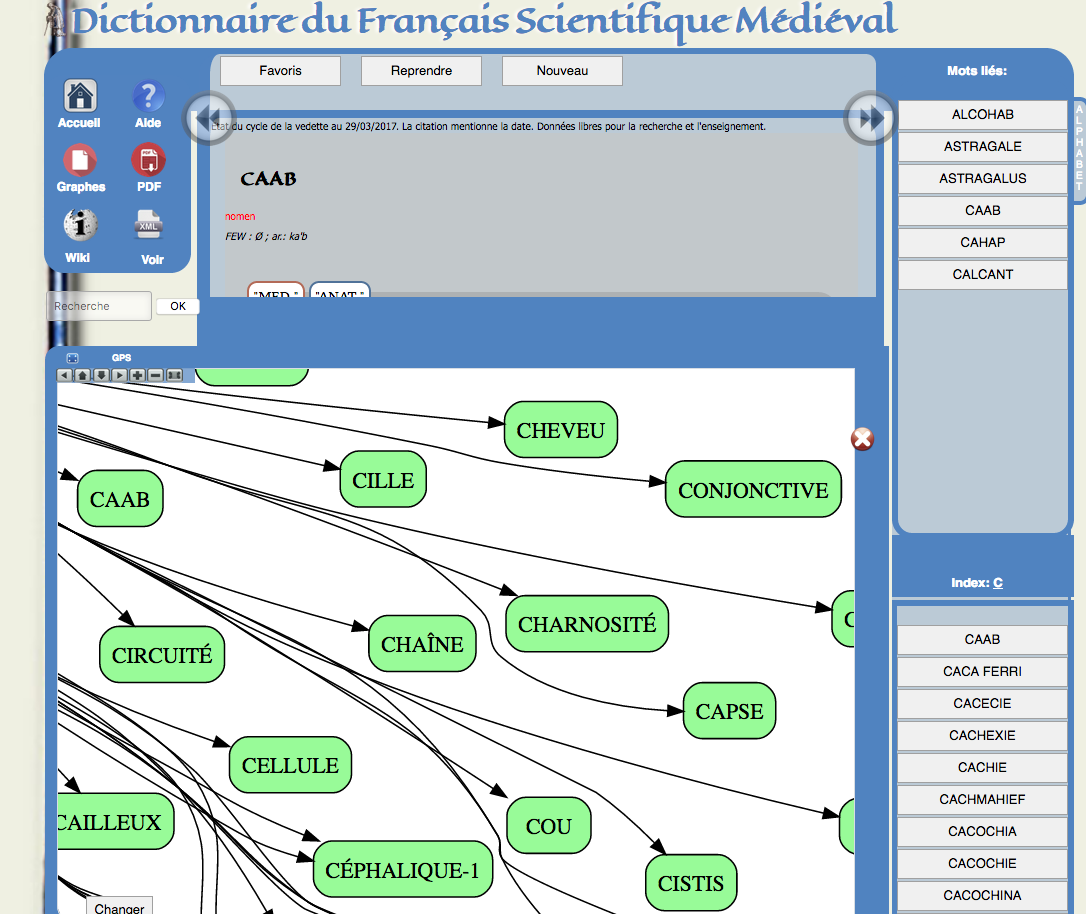 Dictionnaire du Français Scientifique Médiéval
Accueil
Aide
Graphes
PDF
Wiki
XML
Voir
Recherche
OK
Favoris
Reprendre
Nouveau
Etat du cycle de la vedette au 29/03/2017. La citation mentionne la date. Données libres pour la recherche et l'enseignement.
CAAB
nomen
FEW : Ø ; ar.: ka'b
"MED."
"ANAT."
Mots liés:
ALCOHAB
ASTRAGALE
ASTRAGALUS
CAAB
CAHAP
CALCANT
ALPHABET
GPS
CHEVEU
CILLE
CONJONCTIVE
CAAB
CHARNOSITÉ
C
CHAÎNE
CIRCUITÉ
CAPSE
CELLULE
CAILLEUX
COU
CÉPHALIQUE-1
CISTIS
Changer
Index: C
CAAB
CACA FERRI
CACECIE
CACHEXIE
CACHIE
CACHMAHIEF
CACOCHIA
CACOCHIE
CACOCHINA